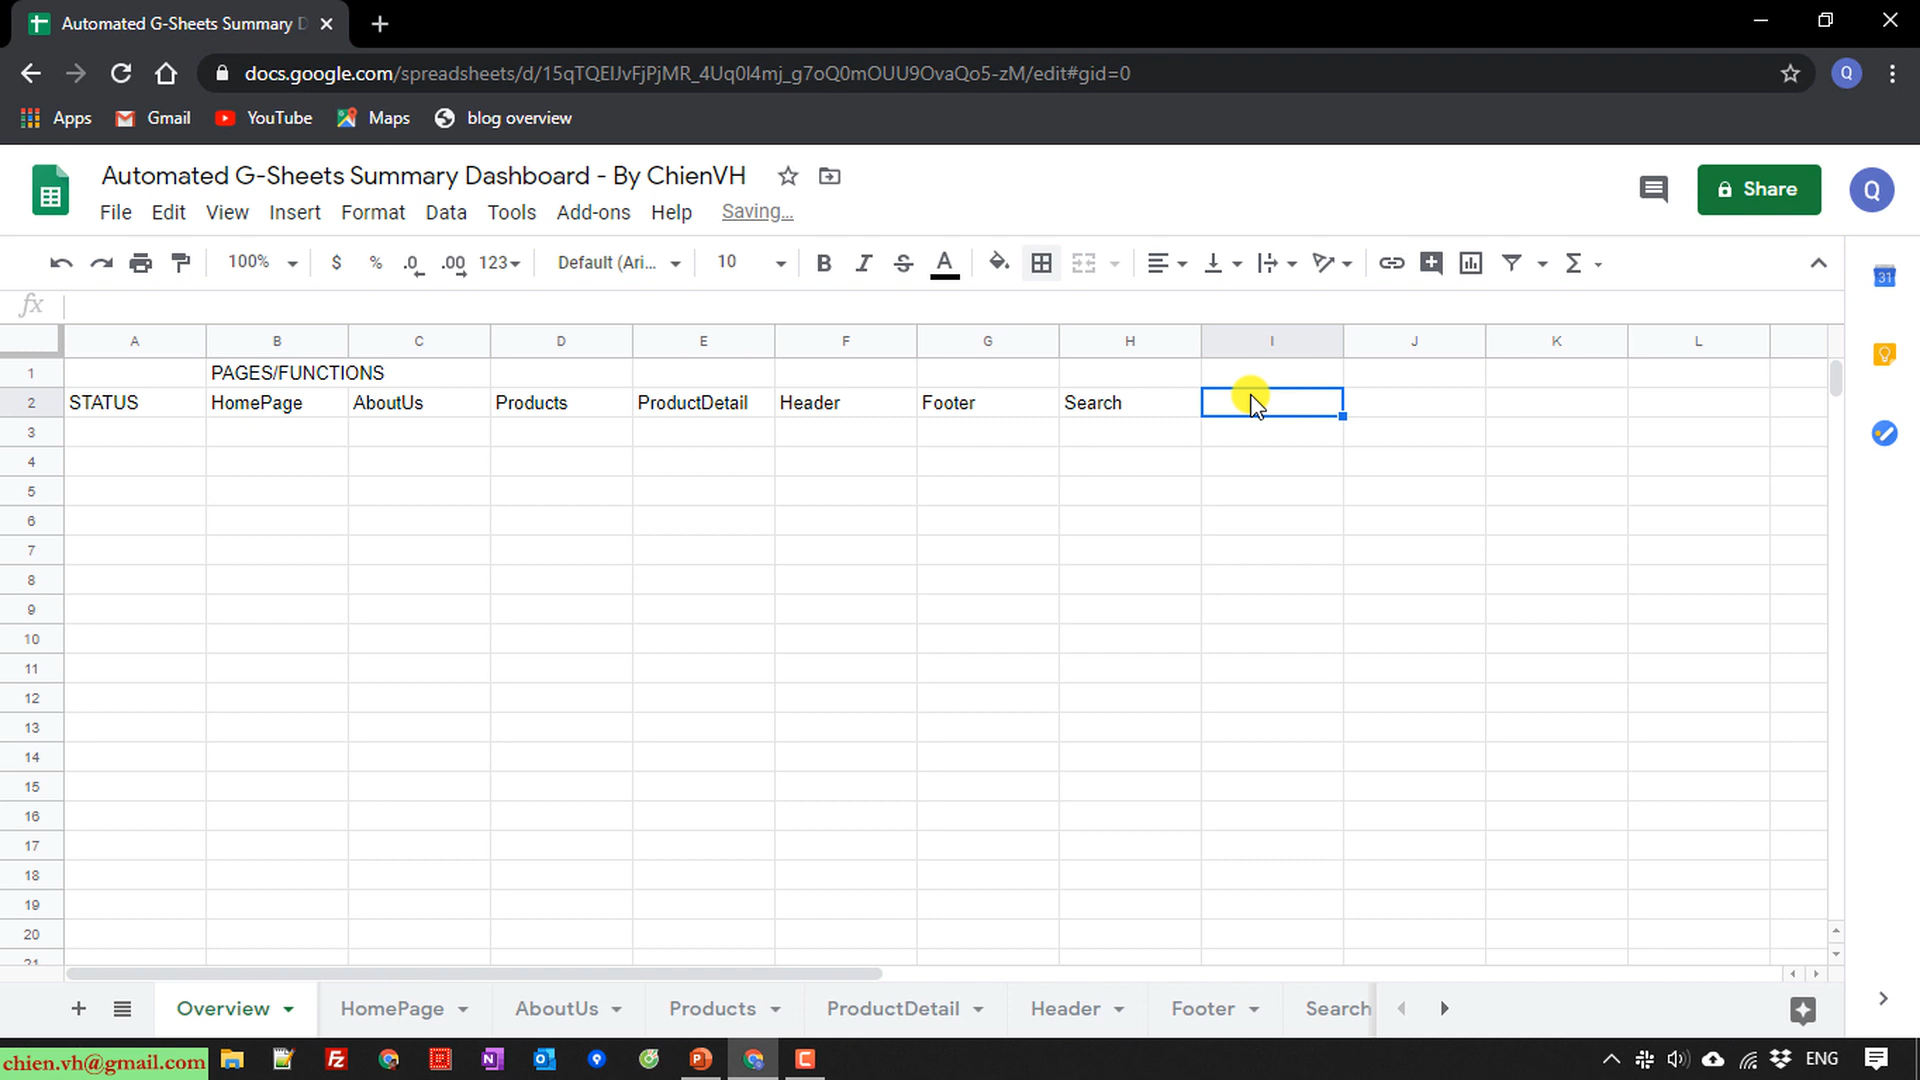 Automated G-Sheets Summary D
docs.google.com/spreadsheets/d/15qTQEIJvFjPjMR_4Uq0l4mj_g7oQ0mOUU9OvaQo5-zM/edit#gid=0
Q
Apps Gmail YouTube Maps blog overview
Automated G-Sheets Summary Dashboard - By ChienVH
Share
Q
File Edit View Insert Format Data Tools Add-ons Help Saving...
100% $ % .0 .00 123 Default (Ari... 10 B I S A Σ
31
fx
A B C D E F G H I J K L
1 PAGES/FUNCTIONS
2 STATUS HomePage AboutUs Products ProductDetail Header Footer Search
3
4
5
6
7
8
9
10
11
12
13
14
15
16
17
18
19
20
21
+ Overview HomePage AboutUs Products ProductDetail Header Footer Search
chien.vh@gmail.com
ENG